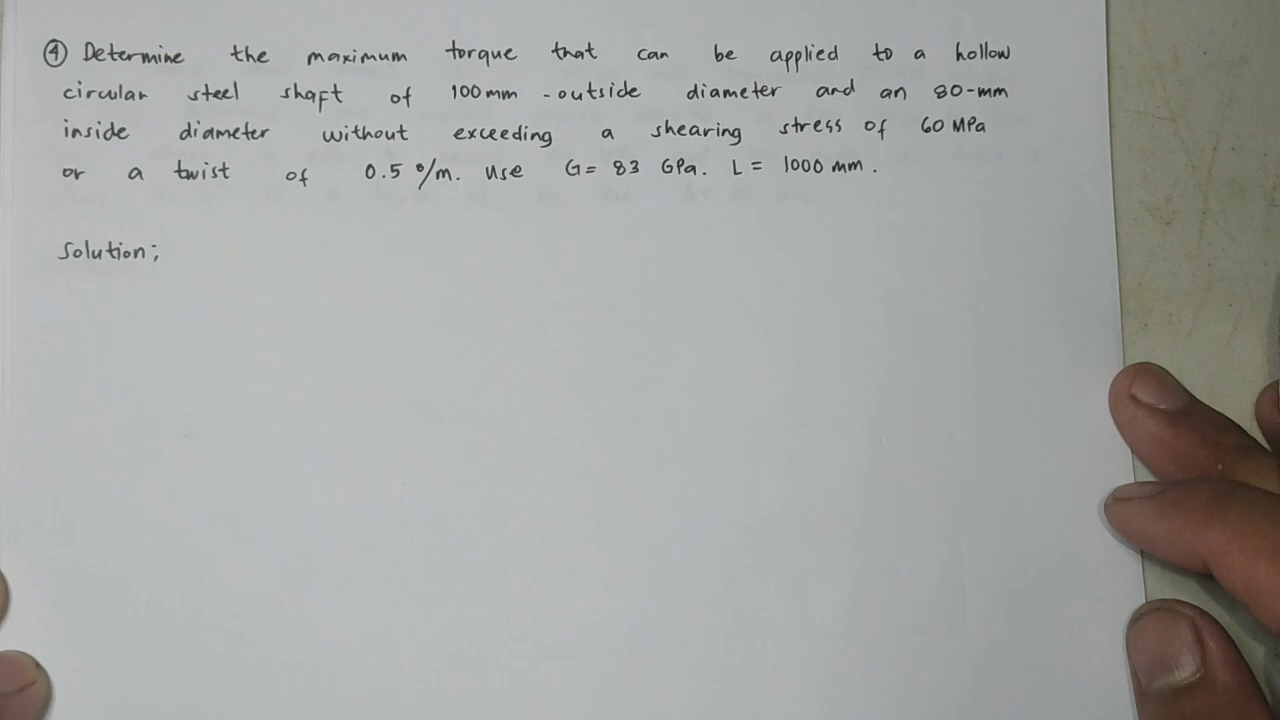 ④ Determine the maximum torque that can be applied to a hollow
circular steel shaft of 100mm - outside diameter and an 80-mm
inside diameter without exceeding a shearing stress of 60 MPa
or a twist of 0.5 °/m. use G= 83 GPa. L = 1000 mm.
Solution;